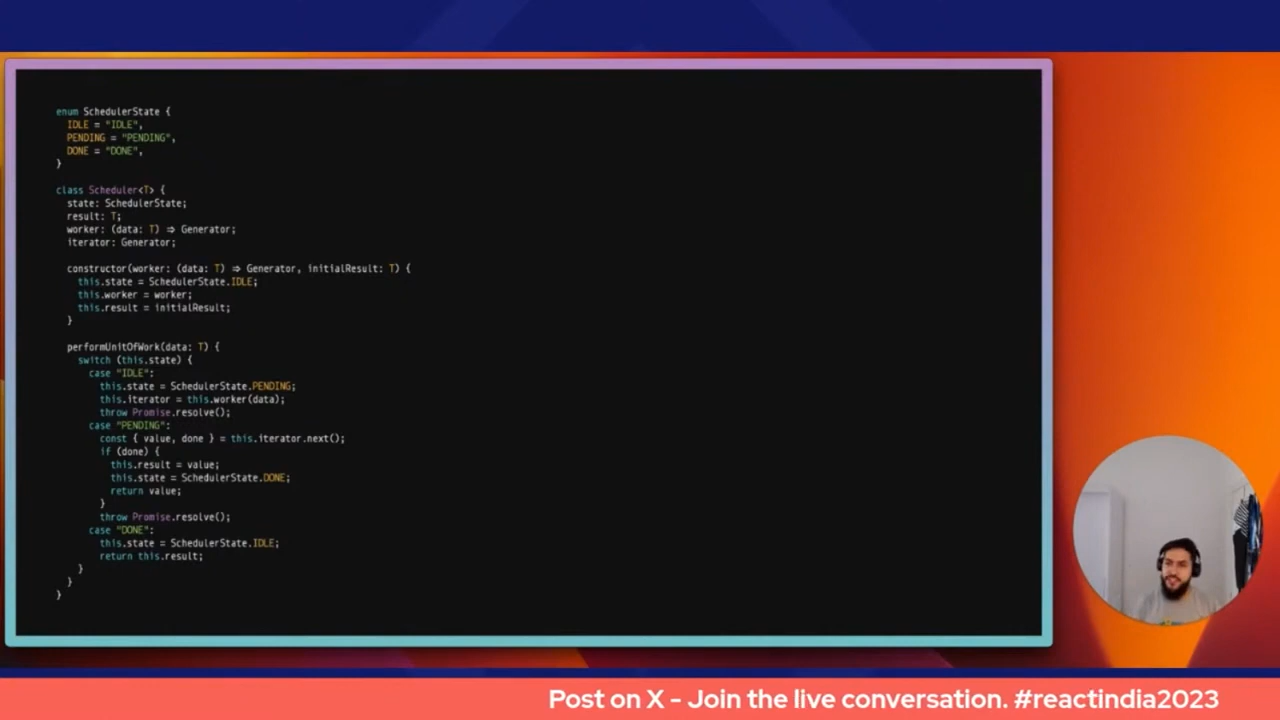 enum SchedulerState {
IDLE = "IDLE",
PENDING = "PENDING",
DONE = "DONE",
}
class Scheduler<T> {
state: SchedulerState;
result: T;
worker: (data: T) ⇒ Generator;
iterator: Generator;
constructor(worker: (data: T) ⇒ Generator, initialResult: T) {
this.state = SchedulerState.IDLE;
this.worker = worker;
this.result = initialResult;
}
performUnitOfWork(data: T) {
switch (this.state) {
case "IDLE":
this.state = SchedulerState.PENDING;
this.iterator = this.worker(data);
throw Promise.resolve();
case "PENDING":
const { value, done } = this.iterator.next();
if (done) {
this.result = value;
this.state = SchedulerState.DONE;
return value;
}
throw Promise.resolve();
case "DONE":
this.state = SchedulerState.IDLE;
return this.result;
}
}
}
Post on X - Join the live conversation. #reactindia2023